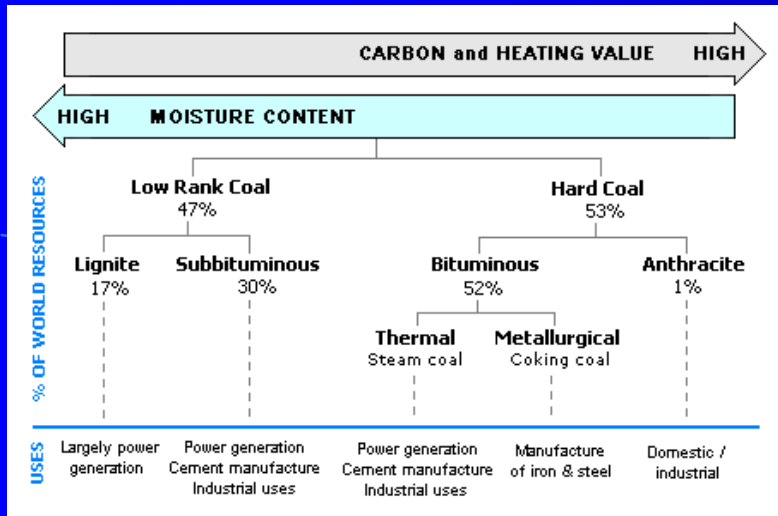 CARBON and HEATING VALUE HIGH
HIGH MOISTURE CONTENT
% OF WORLD RESOURCES
Low Rank Coal
47%
Hard Coal
53%
Lignite
17%
Subbituminous
30%
Bituminous
52%
Anthracite
1%
Thermal
Steam coal
Metallurgical
Coking coal
USES
Largely power
generation
Power generation
Cement manufacture
Industrial uses
Power generation
Cement manufacture
Industrial uses
Manufacture
of iron & steel
Domestic /
industrial